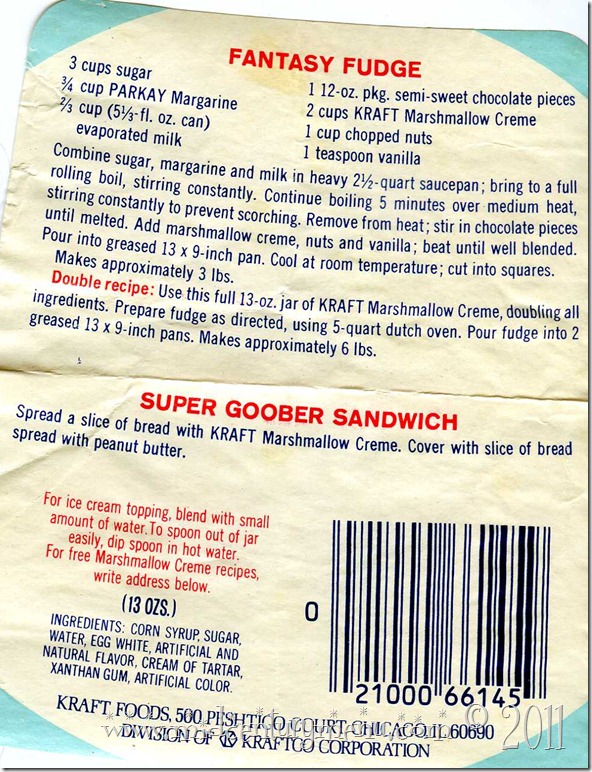 FANTASY FUDGE
3 cups sugar
¾ cup PARKAY Margarine
⅔ cup (5⅓-fl. oz. can)
evaporated milk
1 12-oz. pkg. semi-sweet chocolate pieces
2 cups KRAFT Marshmallow Creme
1 cup chopped nuts
1 teaspoon vanilla
Combine sugar, margarine and milk in heavy 2½-quart saucepan; bring to a full
rolling boil, stirring constantly. Continue boiling 5 minutes over medium heat,
stirring constantly to prevent scorching. Remove from heat; stir in chocolate pieces
until melted. Add marshmallow creme, nuts and vanilla; beat until well blended.
Pour into greased 13 x 9-inch pan. Cool at room temperature; cut into squares.
Makes approximately 3 lbs.
Double recipe: Use this full 13-oz. jar of KRAFT Marshmallow Creme, doubling all
ingredients. Prepare fudge as directed, using 5-quart dutch oven. Pour fudge into 2
greased 13 x 9-inch pans. Makes approximately 6 lbs.
SUPER GOOBER SANDWICH
Spread a slice of bread with KRAFT Marshmallow Creme. Cover with slice of bread
spread with peanut butter.
For ice cream topping, blend with small
amount of water. To spoon out of jar
easily, dip spoon in hot water.
For free Marshmallow Creme recipes,
write address below.
(13 OZS.)
INGREDIENTS: CORN SYRUP, SUGAR,
WATER, EGG WHITE, ARTIFICIAL AND
NATURAL FLAVOR, CREAM OF TARTAR,
XANTHAN GUM, ARTIFICIAL COLOR.
0
21000 66145
KRAFT FOODS, 500 PESHTIGO COURT, CHICAGO, IL 60690
DIVISION OF K KRAFTCO CORPORATION
© 2011